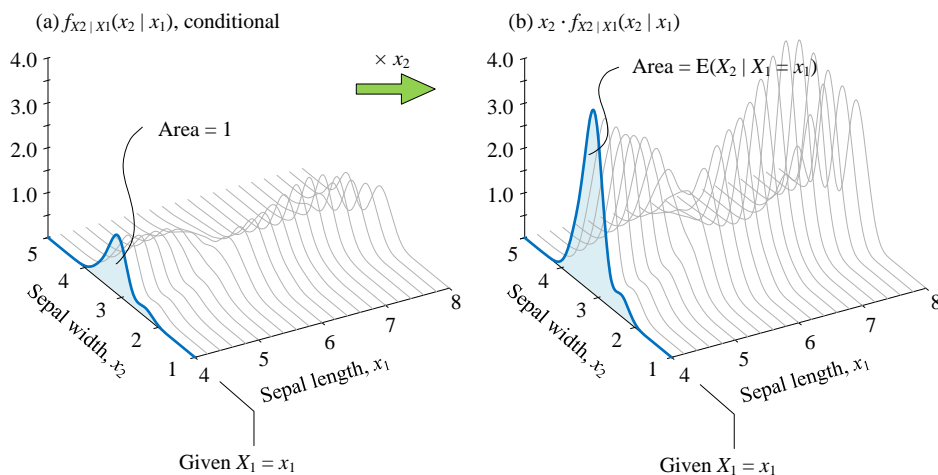 (a) fX2 | X1(x2 | x1), conditional
4.0
3.0
2.0
1.0
Area = 1
5
4
3
2
1
Sepal width, x2
4
5
6
7
8
Sepal length, x1
Given X1 = x1
× x2
(b) x2 · fX2 | X1(x2 | x1)
4.0
3.0
2.0
1.0
Area = E(X2 | X1 = x1)
5
4
3
2
1
Sepal width, x2
4
5
6
7
8
Sepal length, x1
Given X1 = x1